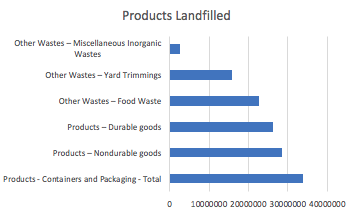 Products Landfilled
Other Wastes – Miscellaneous Inorganic
Wastes
Other Wastes – Yard Trimmings
Other Wastes – Food Waste
Products – Durable goods
Products – Nondurable goods
Products - Containers and Packaging - Total
0 10000000 20000000 30000000 40000000